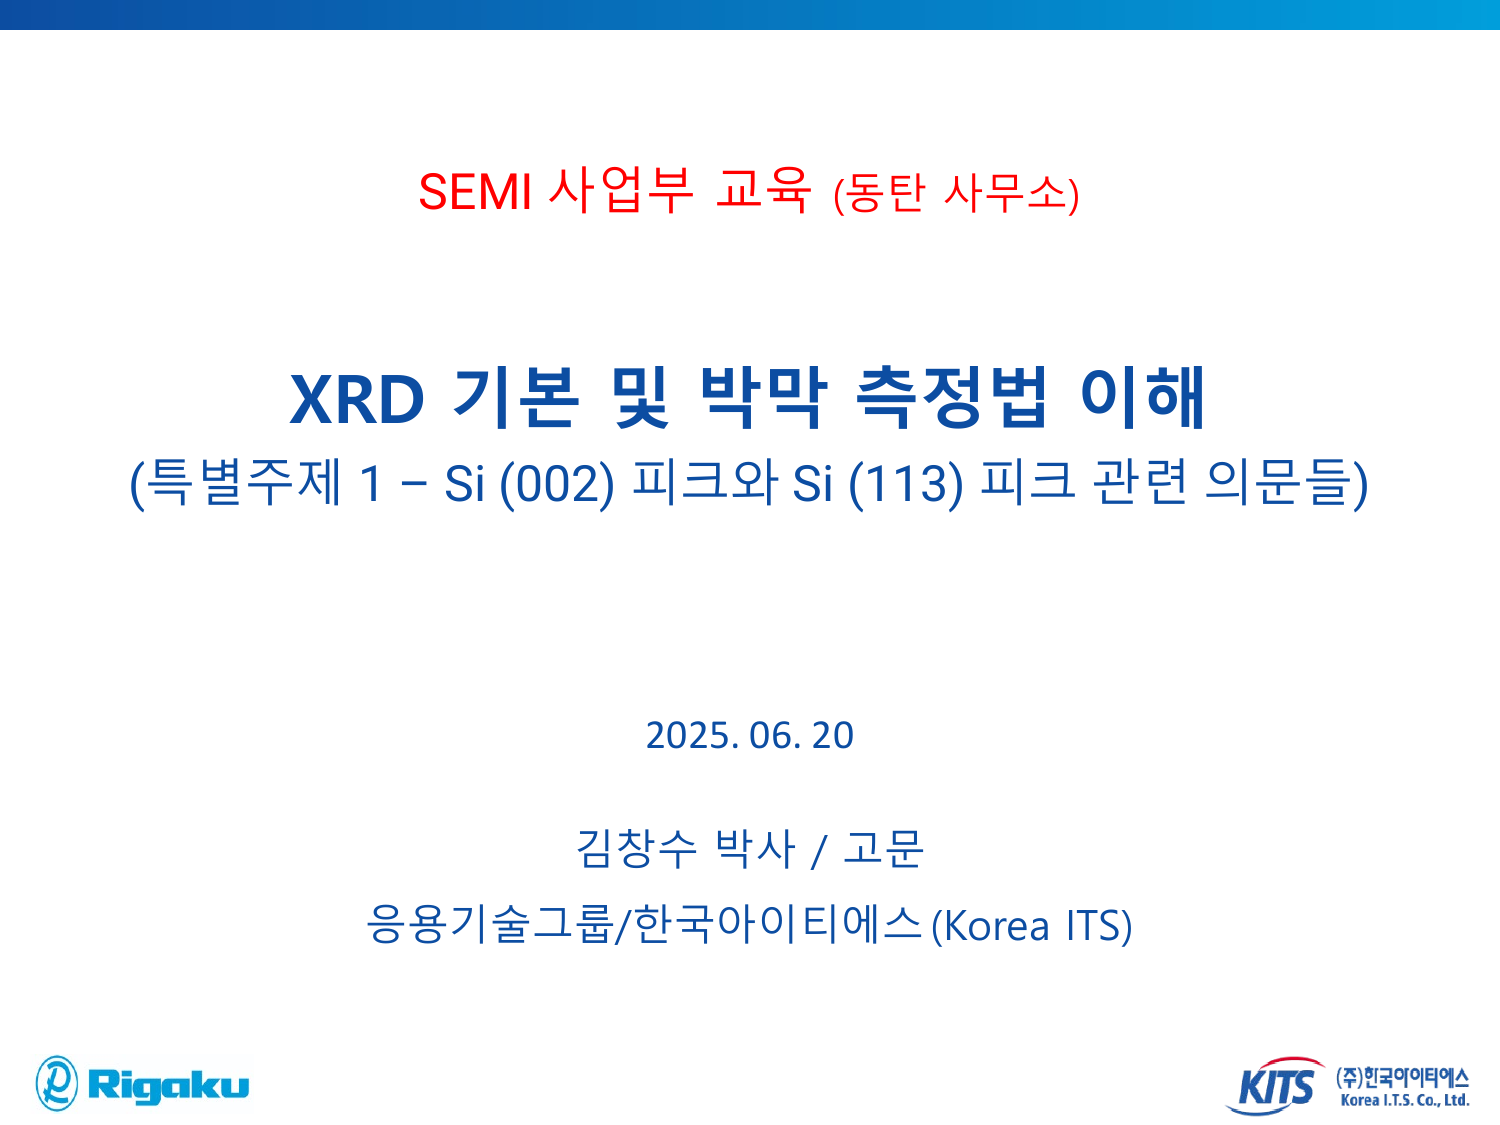 SEMI 사업부 교육 (동탄 사무소)
XRD 기본 및 박막 측정법 이해
(특별주제 1 – Si (002) 피크와 Si (113) 피크 관련 의문들)
2025. 06. 20
김창수 박사 / 고문
응용기술그룹/한국아이티에스 (Korea ITS)
Rigaku
KITS
(주)한국아이티에스
Korea I.T.S. Co., Ltd.